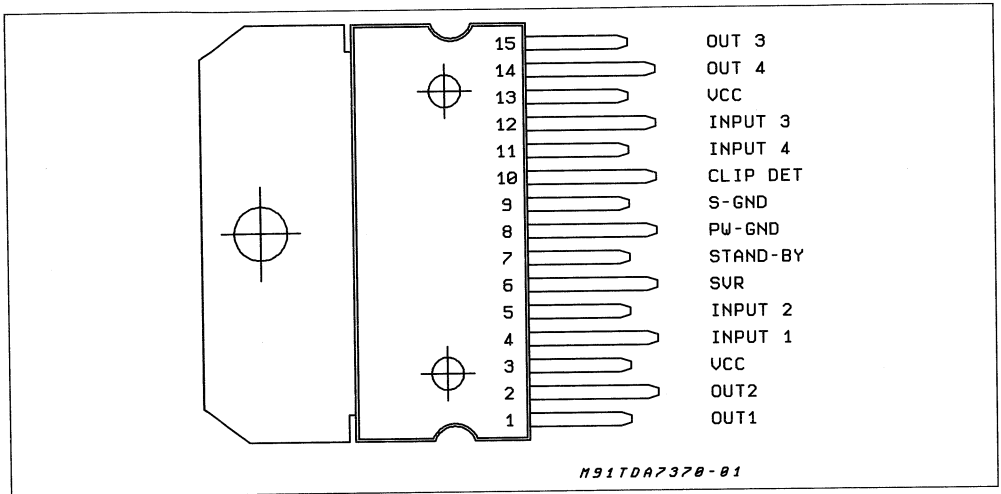 15 OUT 3
14 OUT 4
13 VCC
12 INPUT 3
11 INPUT 4
10 CLIP DET
9 S-GND
8 PW-GND
7 STAND-BY
6 SVR
5 INPUT 2
4 INPUT 1
3 VCC
2 OUT2
1 OUT1
M91TDA7370-01